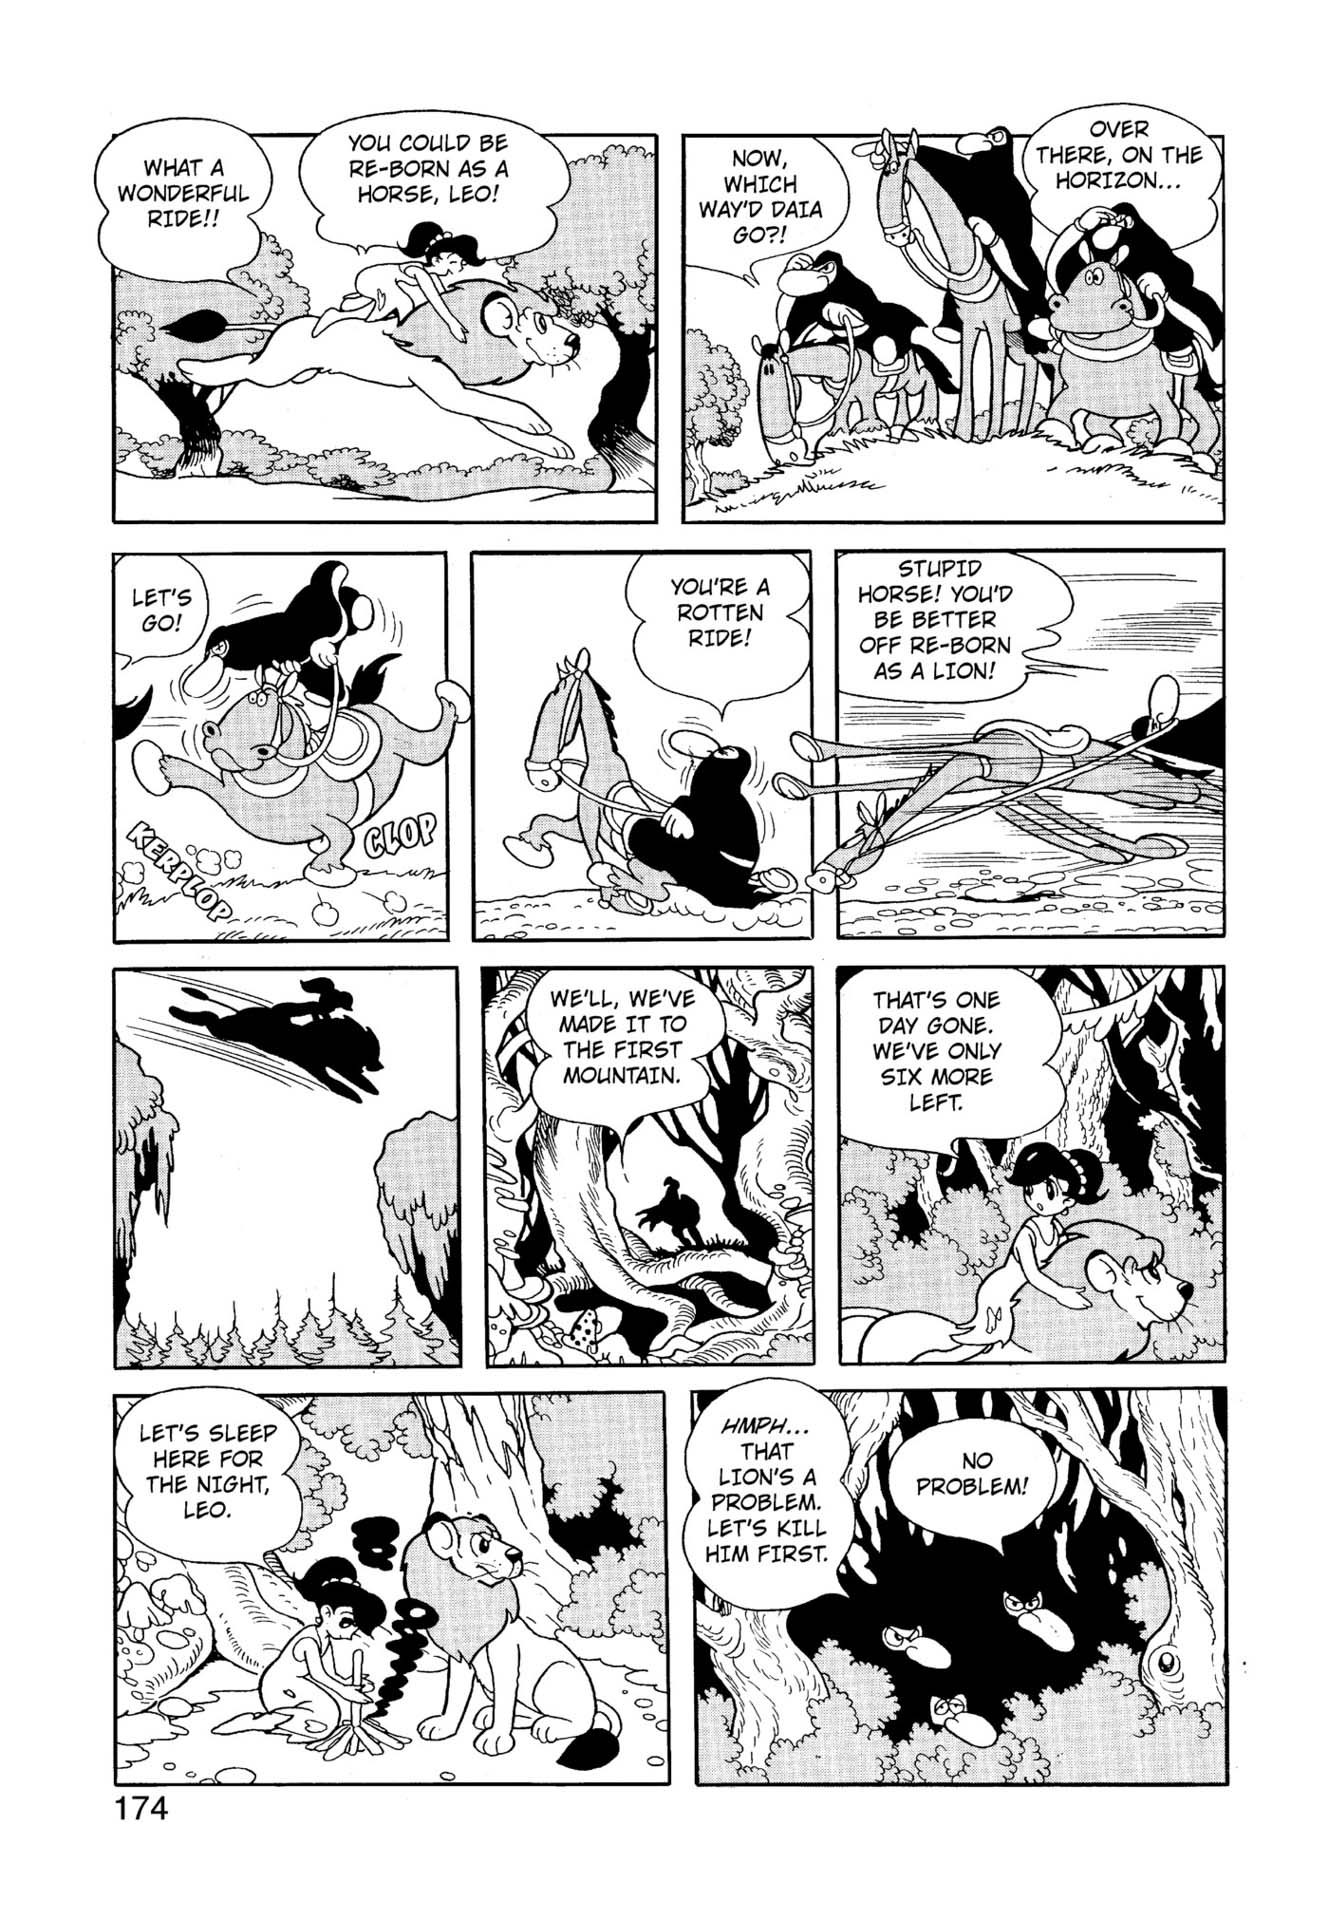 WHAT A
WONDERFUL
RIDE!!
YOU COULD BE
RE-BORN AS A
HORSE, LEO!
NOW,
WHICH
WAY'D DAIA
GO?!
OVER
THERE, ON THE
HORIZON...
LET'S
GO!
KERPLOP
CLOP
YOU'RE A
ROTTEN
RIDE!
STUPID
HORSE! YOU'D
BE BETTER
OFF RE-BORN
AS A LION!
WE'LL, WE'VE
MADE IT TO
THE FIRST
MOUNTAIN.
THAT'S ONE
DAY GONE.
WE'VE ONLY
SIX MORE
LEFT.
LET'S SLEEP
HERE FOR
THE NIGHT,
LEO.
HMPH...
THAT
LION'S A
PROBLEM.
LET'S KILL
HIM FIRST.
NO
PROBLEM!
174